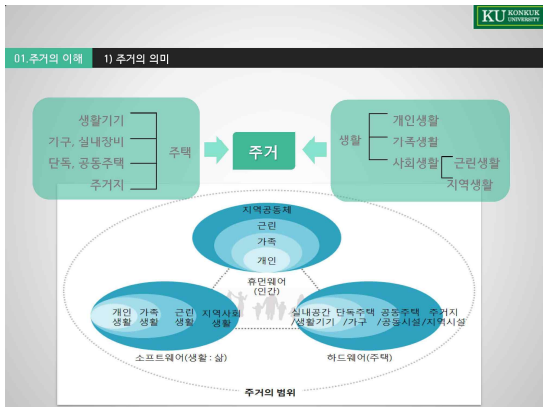 KU KONKUK
UNIVERSITY
01.주거의 이해 1) 주거의 의미
생활기기
기구, 실내장비
단독, 공동주택
주거지
주택
주거
생활
개인생활
가족생활
사회생활 근린생활
지역생활
지역공동체
근린
가족
개인
휴먼웨어
(인간)
개인 가족 근린 지역사회
생활 생활 생활 생활
소프트웨어(생활 : 삶)
실내공간 단독주택 공동주택 주거지
/생활기기 /가구 /공동시설 /지역시설
하드웨어(주택)
주거의 범위